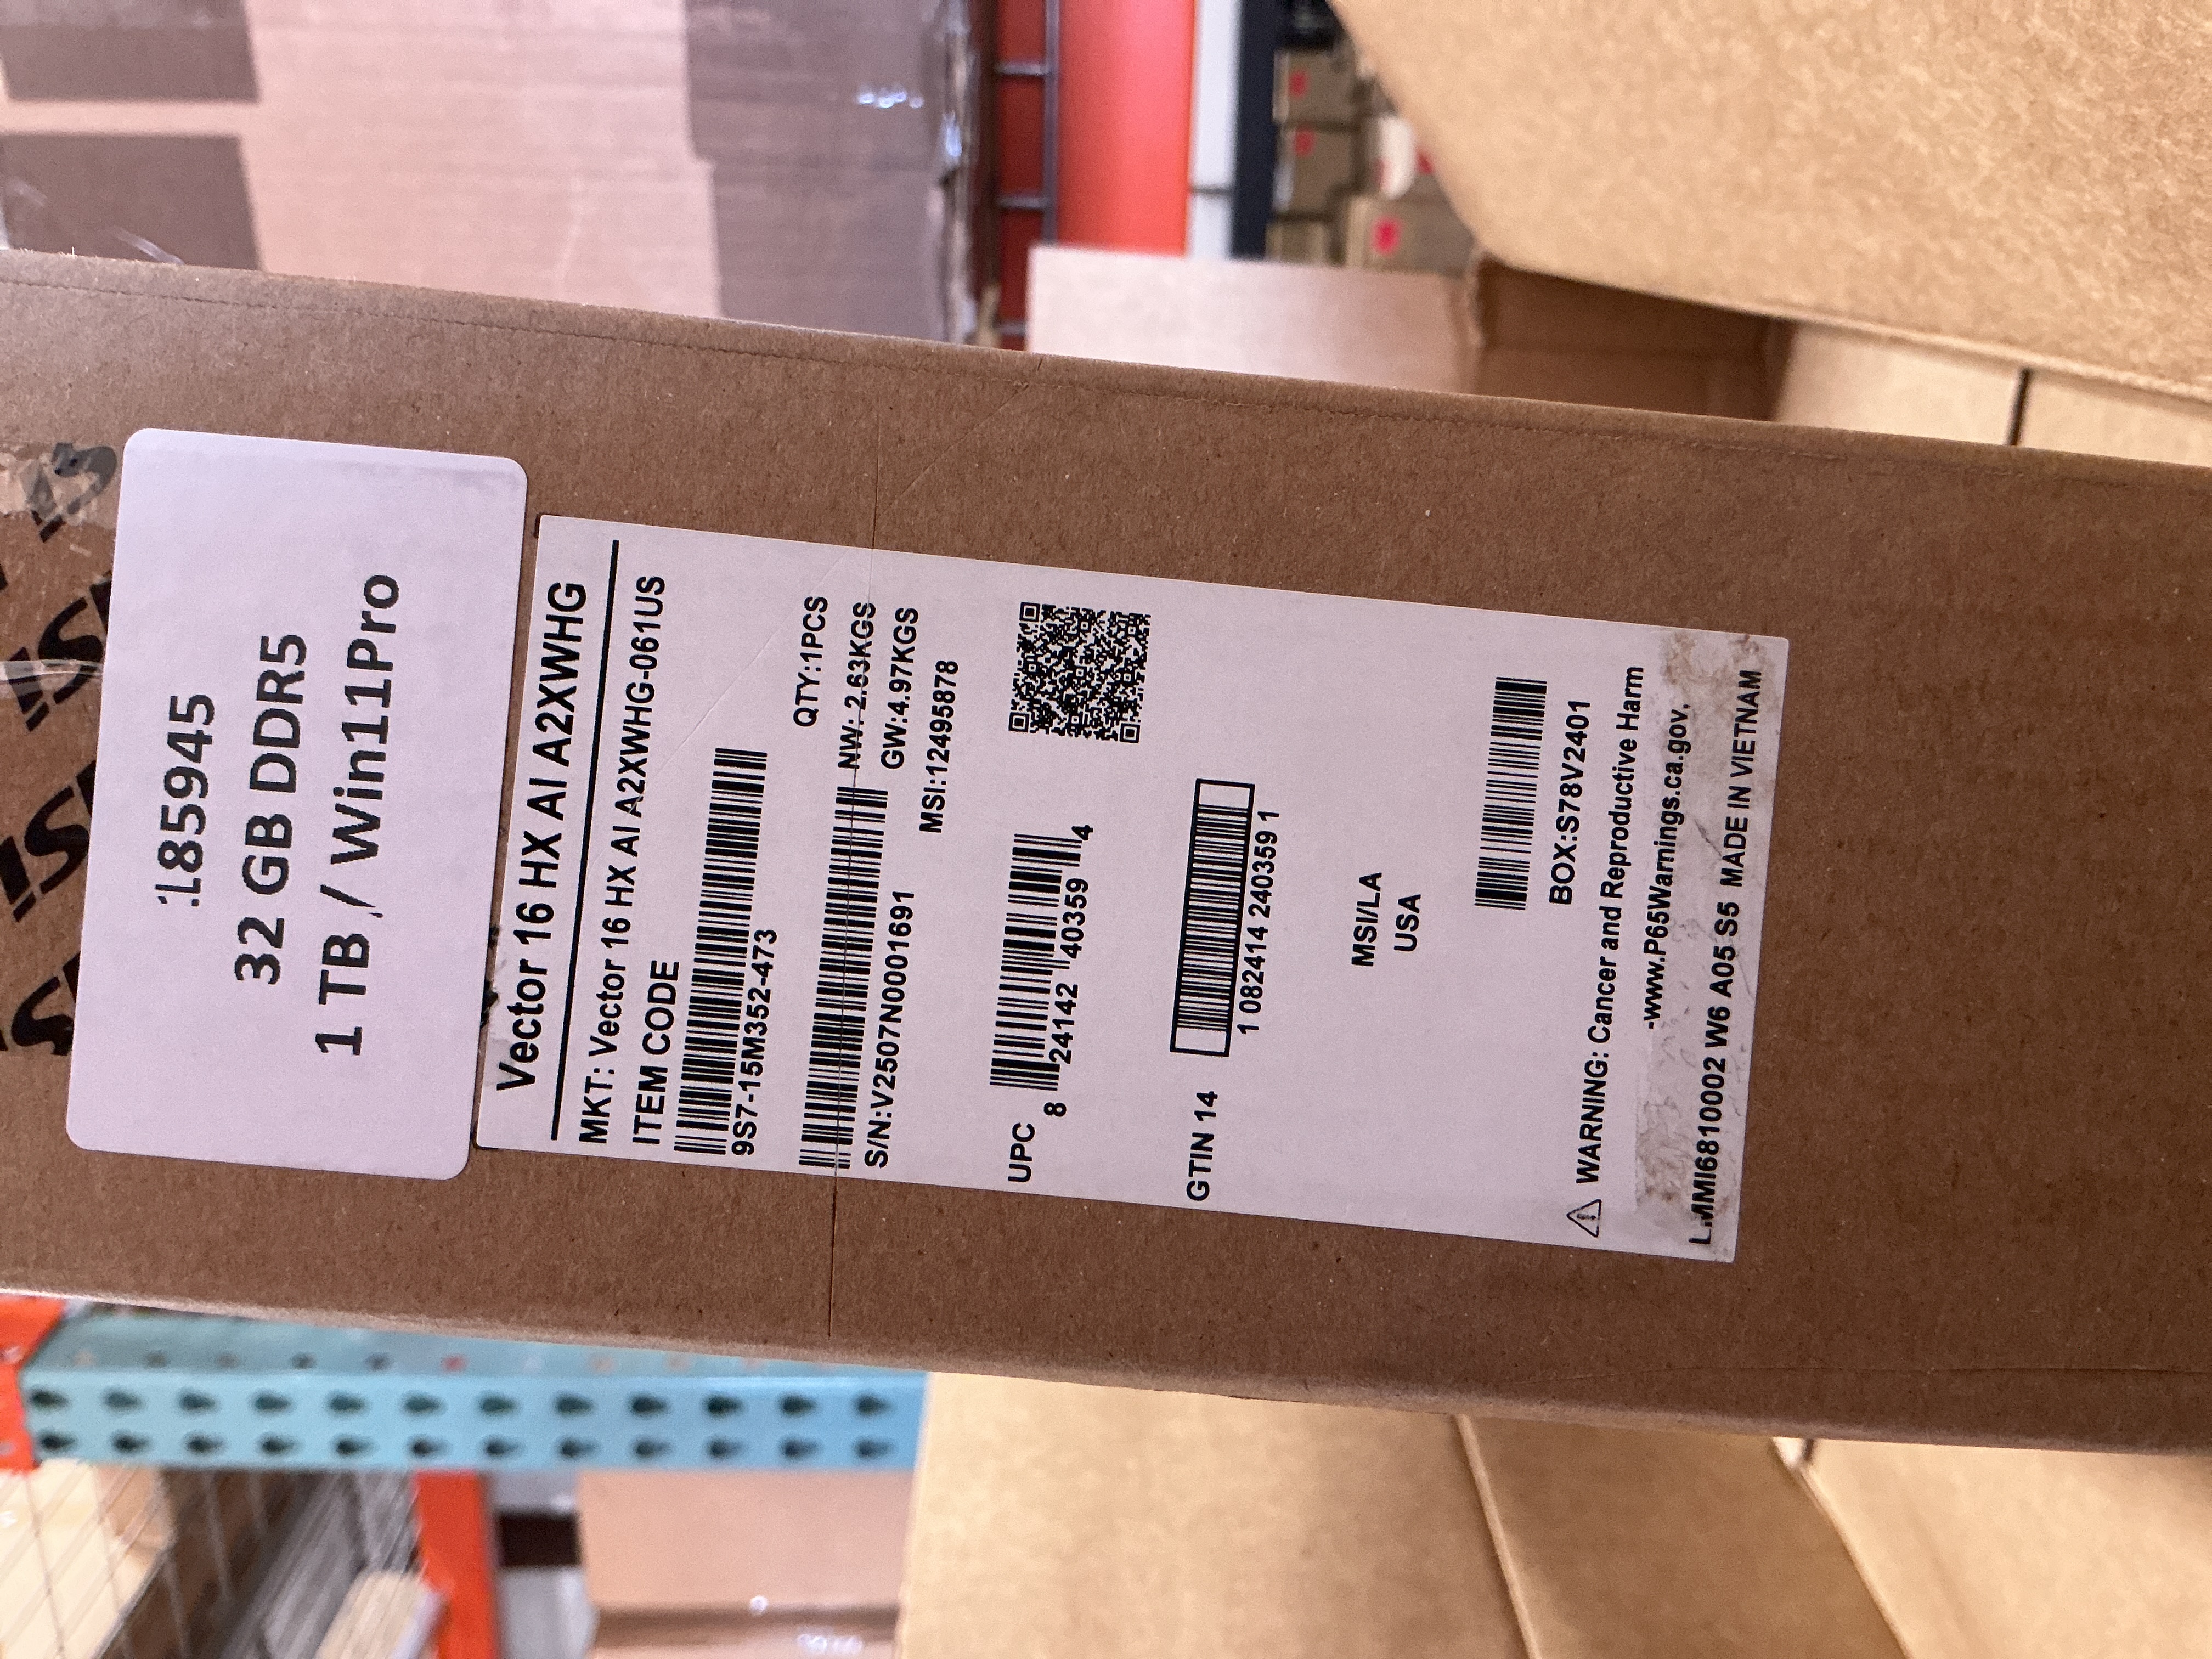 185945
32 GB DDR5
1 TB / Win11Pro
Vector 16 HX AI A2XWHG
MKT: Vector 16 HX AI A2XWHG-061US
ITEM CODE
9S7-15M352-473
QTY:1PCS
NW: 2.63KGS
S/N:V2507N0001691
GW:4.97KGS
MSI:12495878
UPC
8 24142 40359 4
GTIN 14
1 082414 240359 1
MSI/LA
USA
BOX:S78V2401
WARNING: Cancer and Reproductive Harm
-www.P65Warnings.ca.gov.
L:MMI6810002 W6 A05 S5 MADE IN VIETNAM